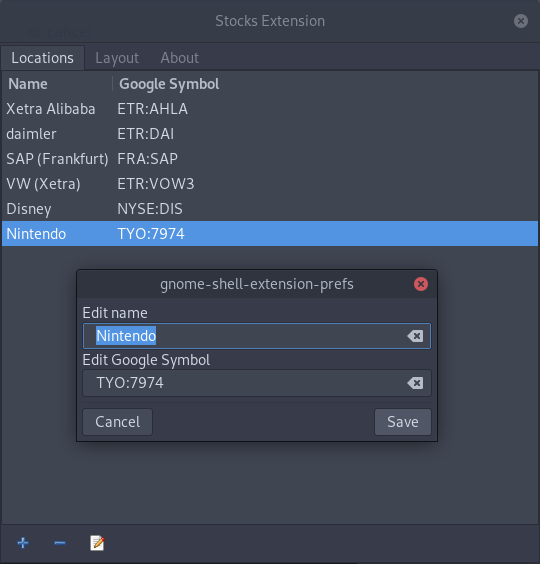 Stocks Extension
Locations Layout About
Name Google Symbol
Xetra Alibaba ETR:AHLA
daimler ETR:DAI
SAP (Frankfurt) FRA:SAP
VW (Xetra) ETR:VOW3
Disney NYSE:DIS
Nintendo TYO:7974
gnome-shell-extension-prefs
Edit name
Nintendo
Edit Google Symbol
TYO:7974
Cancel Save